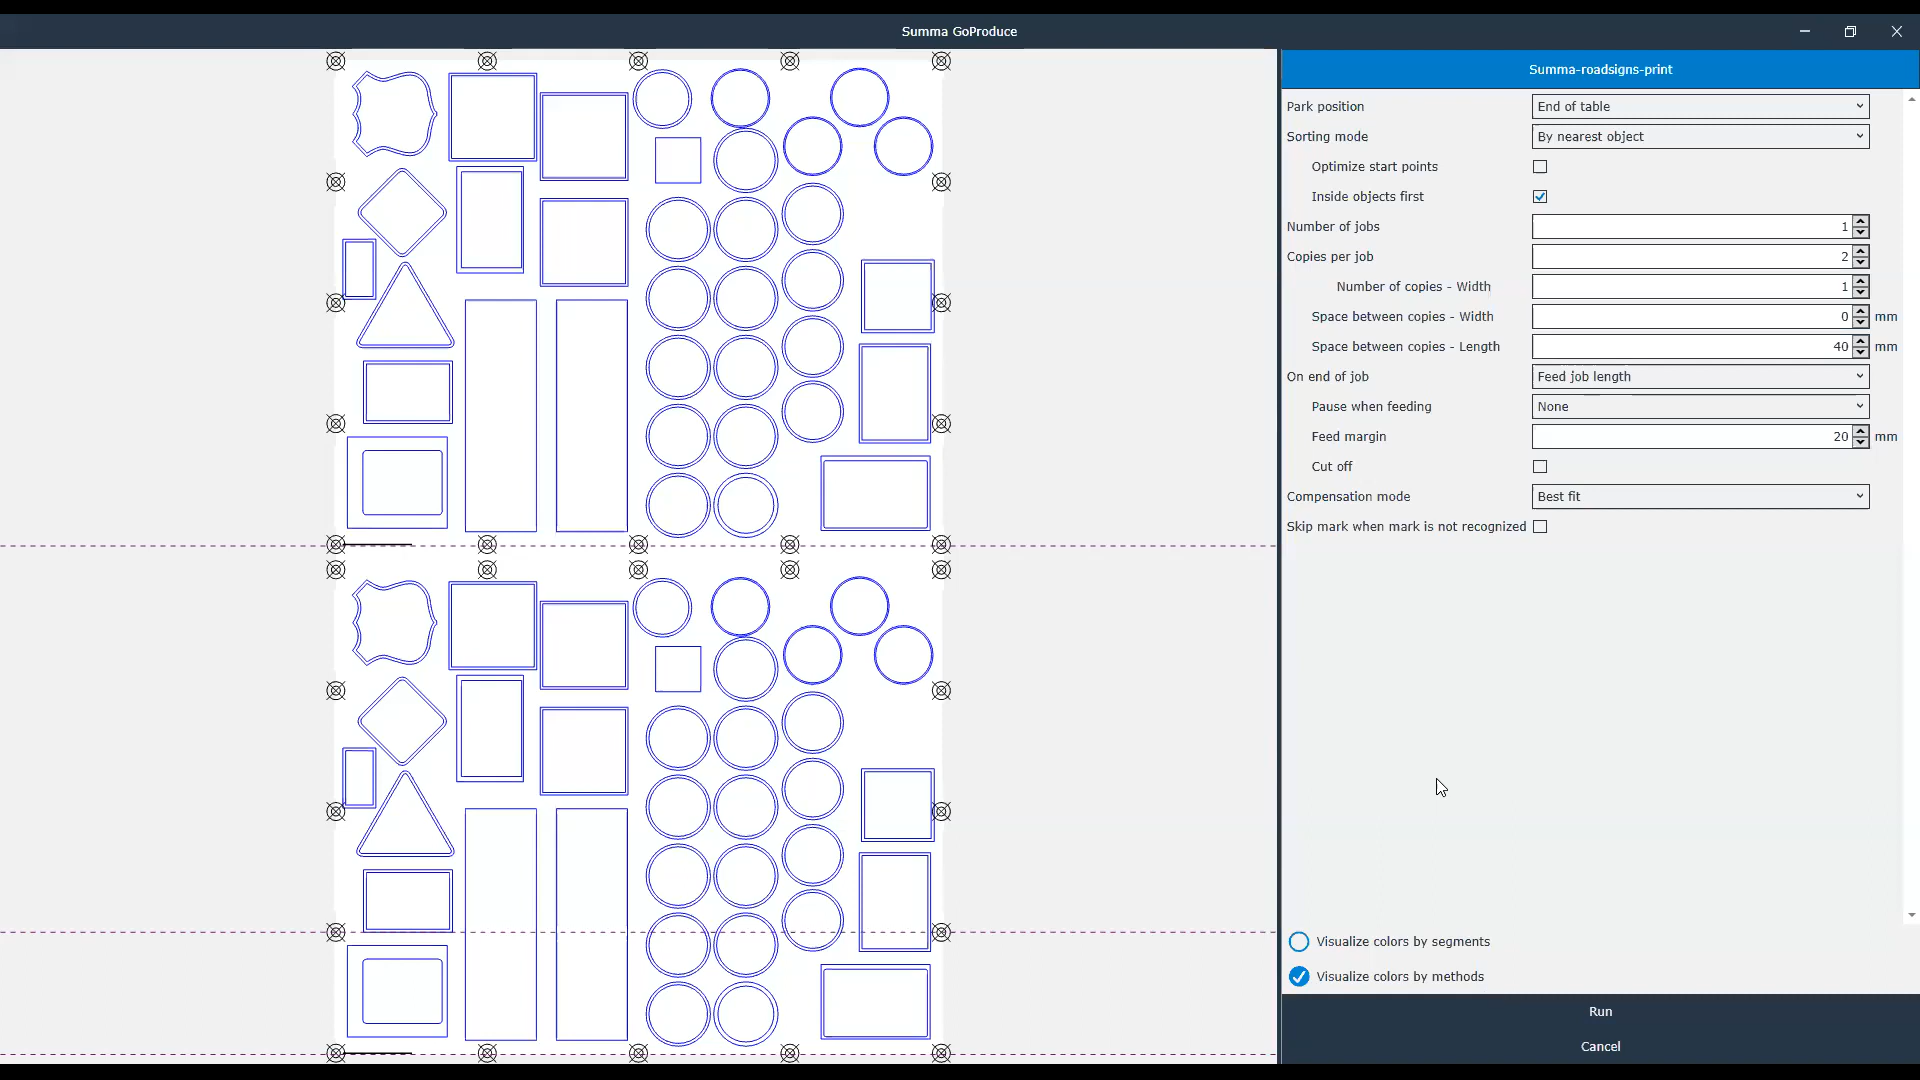 Summa GoProduce
Summa-roadsigns-print
Park position End of table
Sorting mode By nearest object
Optimize start points
Inside objects first
Number of jobs 1
Copies per job 2
Number of copies - Width 1
Space between copies - Width 0 mm
Space between copies - Length 40 mm
On end of job Feed job length
Pause when feeding None
Feed margin 20 mm
Cut off
Compensation mode Best fit
Skip mark when mark is not recognized
Visualize colors by segments
Visualize colors by methods
Run
Cancel